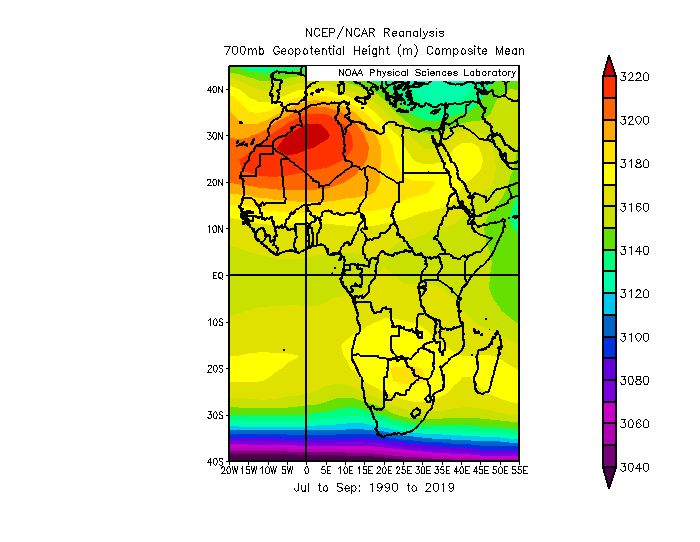 NCEP/NCAR Reanalysis
700mb Geopotential Height (m) Composite Mean
NOAA Physical Sciences Laboratory
40N
30N
20N
10N
EQ
10S
20S
30S
40S
20W 15W 10W 5W 0 5E 10E 15E 20E 25E 30E 35E 40E 45E 50E 55E
Jul to Sep: 1990 to 2019
3220
3200
3180
3160
3140
3120
3100
3080
3060
3040